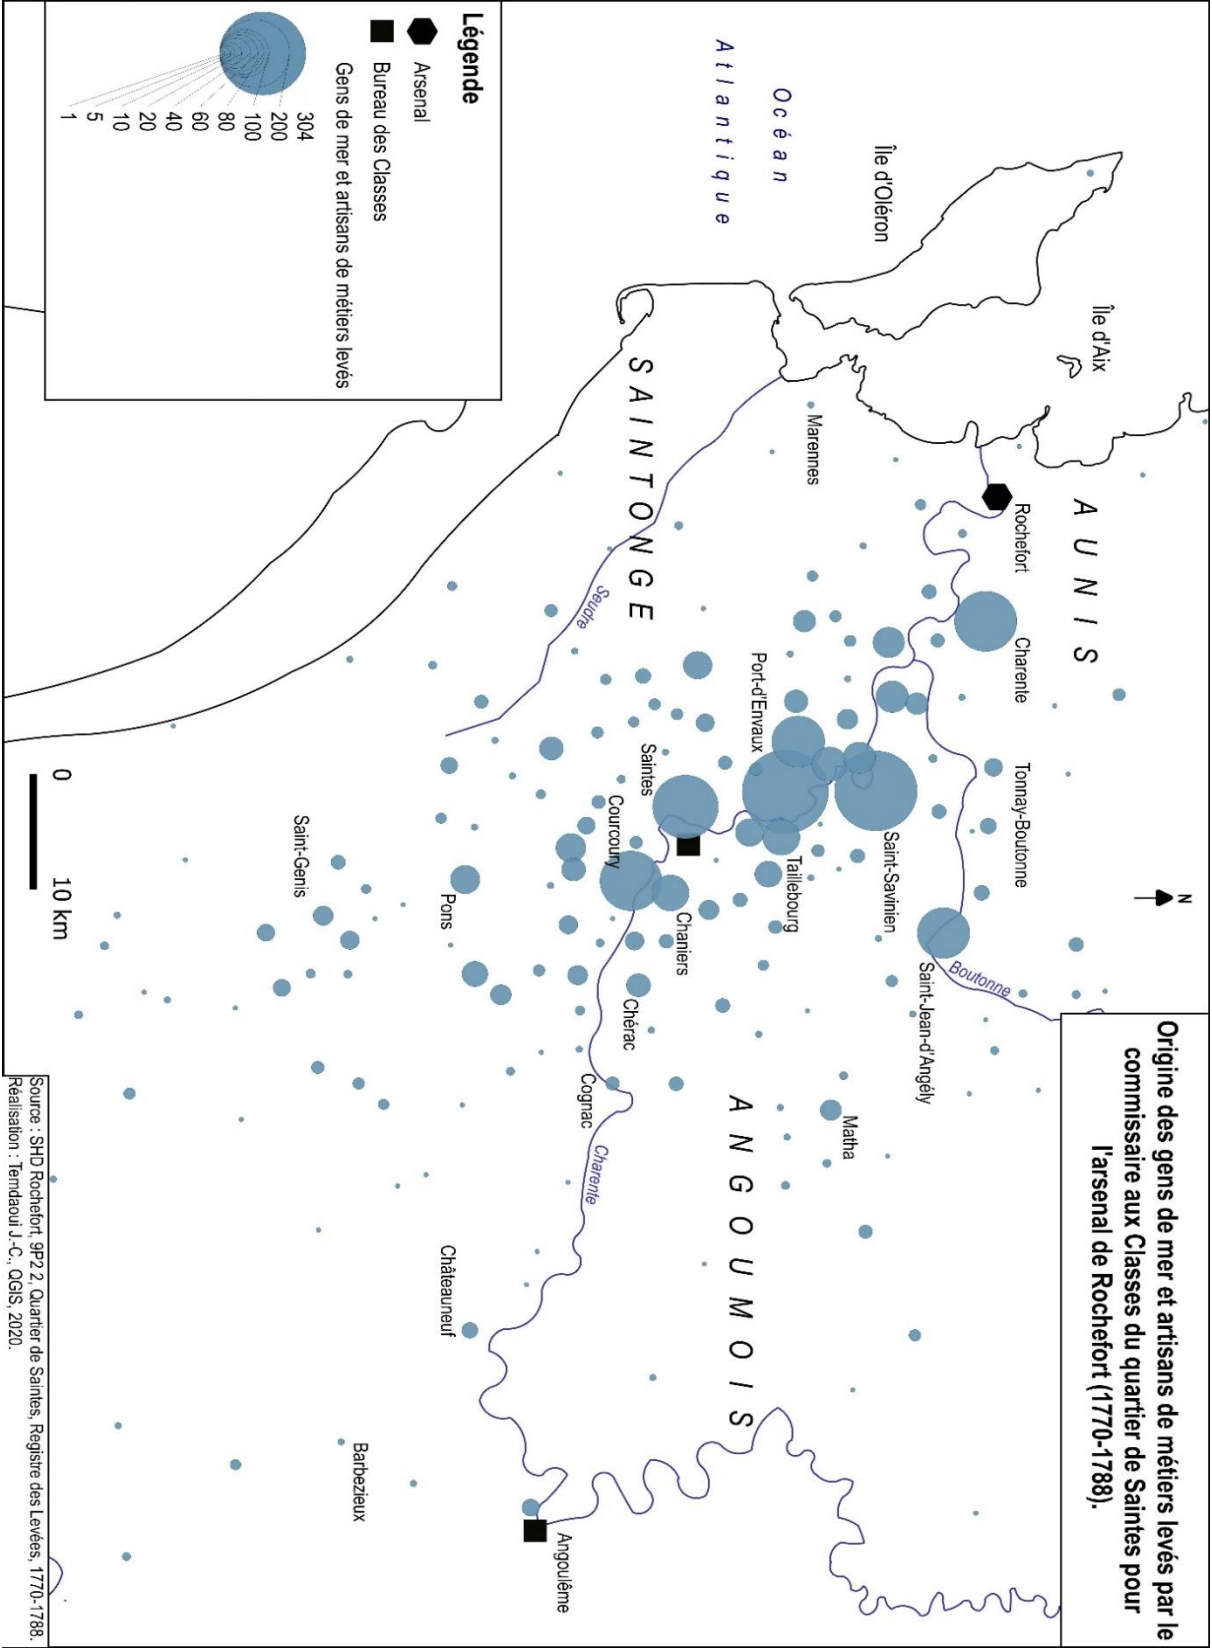 Origine des gens de mer et artisans de métiers levés par le
commissaire aux Classes du quartier de Saintes pour
l'arsenal de Rochefort (1770-1788).
N
Île d'Aix
Île d'Oléron
Océan
Atlantique
AUNIS
Rochefort
Charente
Tonnay-Boutonne
Boutonne
Saint-Jean-d'Angély
Saint-Savinien
Marennes
Port-d'Envaux
Taillebourg
Matha
SAINTONGE
Seudre
Saintes
Courcoury
Chaniers
Chérac
Cognac
Charente
ANGOUMOIS
Pons
Saint-Genis
Châteauneuf
Barbezieux
Angoulême
Légende
Arsenal
Bureau des Classes
Gens de mer et artisans de métiers levés
304
200
100
80
60
40
20
10
5
1
0 10 km
Source : SHD Rochefort, 9P2 2, Quartier de Saintes, Registre des Levées, 1770-1788.
Réalisation : Temdaoui J.-C., QGIS, 2020.